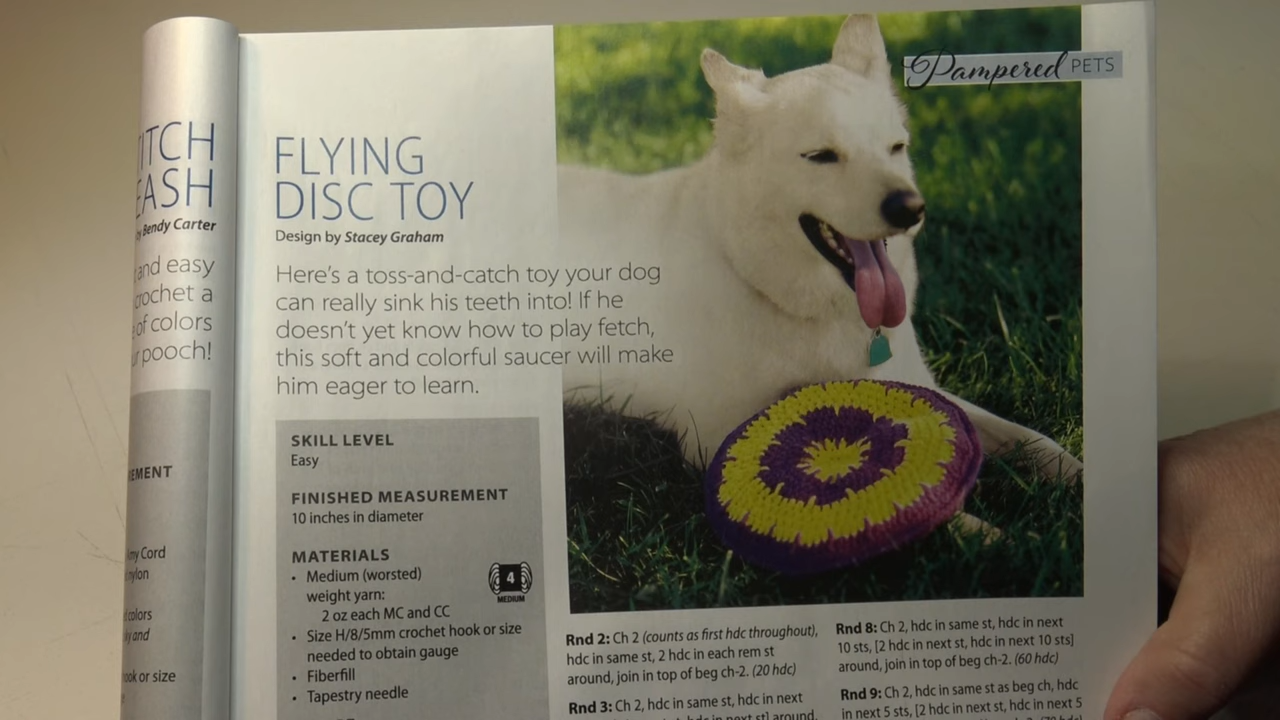 ITCH
EASH
by Bendy Carter
and easy
crochet a
of colors
pooch!
EMENT
Cord
nylon
colors
and
ook or size
FLYING
DISC TOY
Design by Stacey Graham
Here's a toss-and-catch toy your dog
can really sink his teeth into! If he
doesn't yet know how to play fetch,
this soft and colorful saucer will make
him eager to learn.
SKILL LEVEL
Easy
FINISHED MEASUREMENT
10 inches in diameter
MATERIALS
• Medium (worsted)
weight yarn:
2 oz each MC and CC
• Size H/8/5mm crochet hook or size
needed to obtain gauge
• Fiberfill
• Tapestry needle
4
MEDIUM
Pampered PETS
Rnd 2: Ch 2 (counts as first hdc throughout),
hdc in same st, 2 hdc in each rem st
around, join in top of beg ch-2. (20 hdc)
Rnd 3: Ch 2, hdc in same st, hdc in next
in next st] around,
Rnd 8: Ch 2, hdc in same st, hdc in next
10 sts, [2 hdc in next st, hdc in next 10 sts]
around, join in top of beg ch-2. (60 hdc)
Rnd 9: Ch 2, hdc in same st as beg ch, hdc
in next 5 sts, [2 hdc in next st, hdc in next 5